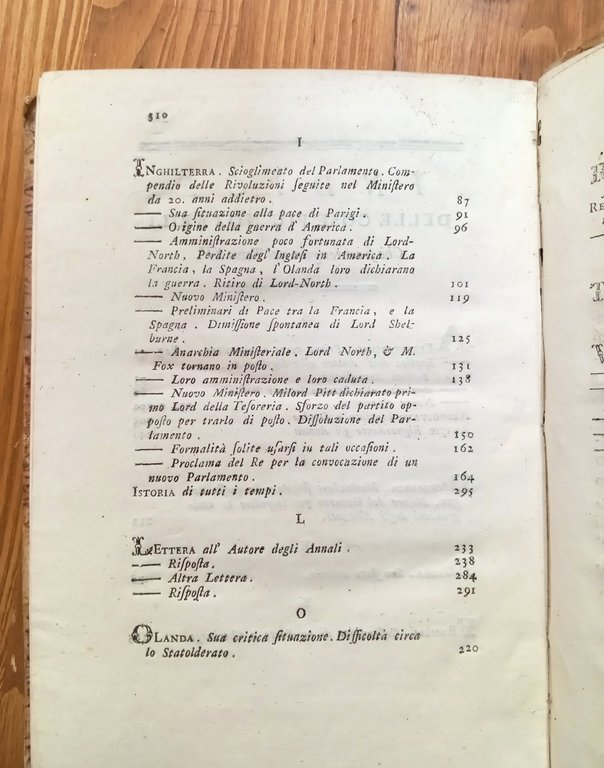 310
I
INGHILTERRA. Scioglimento del Parlamento. Com-
pendio delle Rivoluzioni ſeguite nel Miniſtero
da 20. anni addietro. 87
—— Sua ſituazione alla pace di Parigi. 91
—— Origine della guerra d'America. 96
—— Amminiſtrazione poco fortunata di Lord-
North. Perdite degl'Ingleſi in America. La
Francia, la Spagna, l'Olanda loro dichiarano
la guerra. Ritiro di Lord-North. 101
—— Nuovo Miniſtero. 119
—— Preliminari di Pace tra la Francia, e la
Spagna. Dimiſſione ſpontanea di Lord Shel-
burne. 125
—— Anarchia Miniſteriale. Lord North, & M.
Fox tornano in poſto. 131
—— Loro amminiſtrazione e loro caduta. 138
—— Nuovo Miniſtero. Milord Pitt dichiarato pri-
mo Lord della Teſoreria. Sforzo del partito op-
poſto per trarlo di poſto. Diſſoluzione del Par-
lamento. 150
—— Formalità ſolite uſarſi in tali occaſioni. 162
—— Proclama del Re per la convocazione di un
nuovo Parlamento. 164
ISTORIA di tutti i tempi. 295
L
LETTERA all'Autore degli Annali. 233
—— Riſpoſta. 238
—— Altra Lettera. 284
—— Riſpoſta. 291
O
OLANDA. Sua critica ſituazione. Difficoltà circa
lo Statolderato. 220